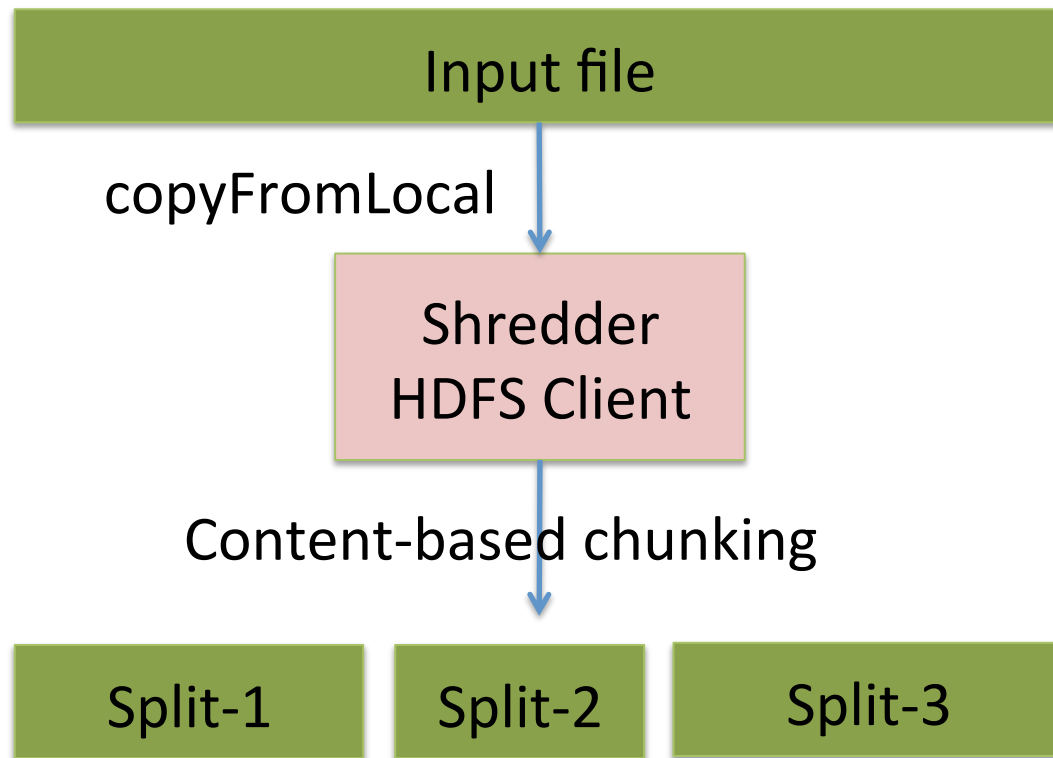 Input file
copyFromLocal
Shredder
HDFS Client
Content-based chunking
Split-1
Split-2
Split-3